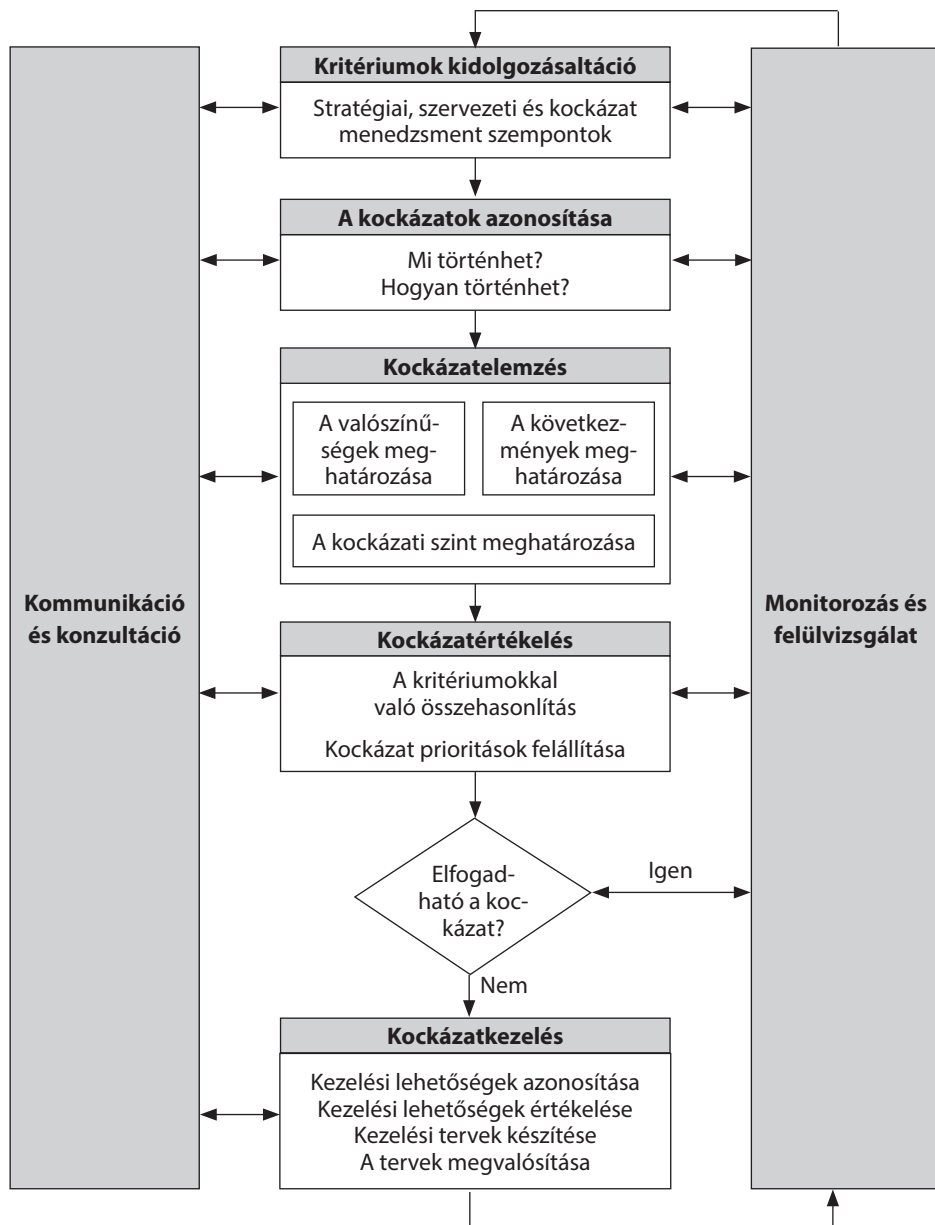 Kritériumok kidolgozásaltáció
Stratégiai, szervezeti és kockázat
menedzsment szempontok
A kockázatok azonosítása
Mi történhet?
Hogyan történhet?
Kockázatelemzés
A valószínű-
ségek meg-
határozása
A következ-
mények meg-
határozása
A kockázati szint meghatározása
Kommunikáció
és konzultáció
Monitorozás és
felülvizsgálat
Kockázatértékelés
A kritériumokkal
való összehasonlítás
Kockázat prioritások felállítása
Elfogad-
ható a koc-
kázat?
Igen
Nem
Kockázatkezelés
Kezelési lehetőségek azonosítása
Kezelési lehetőségek értékelése
Kezelési tervek készítése
A tervek megvalósítása